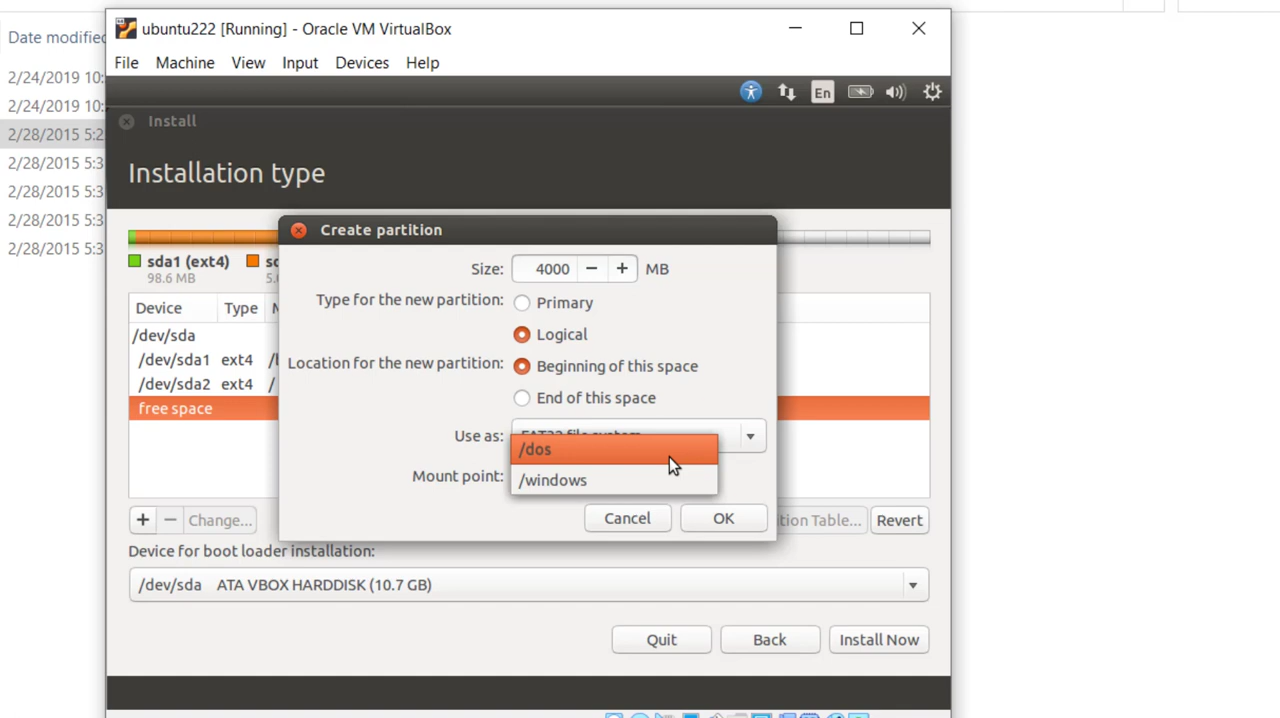 ubuntu222 [Running] - Oracle VM VirtualBox
Date modified
File Machine View Input Devices Help
2/24/2019 10:
En
2/24/2019 10:
Install
2/28/2015 5:2
2/28/2015 5:3
Installation type
2/28/2015 5:3
2/28/2015 5:3
Create partition
2/28/2015 5:3
sda1 (ext4)
98.6 MB
Size: 4000 MB
Type for the new partition: Primary
Device Type
/dev/sda
Logical
/dev/sda1 ext4
Location for the new partition: Beginning of this space
/dev/sda2 ext4 /
End of this space
free space
Use as: FAT32 file system
/dos
Mount point:
/windows
Cancel OK
Change...
Revert
Device for boot loader installation:
/dev/sda ATA VBOX HARDDISK (10.7 GB)
Quit Back Install Now